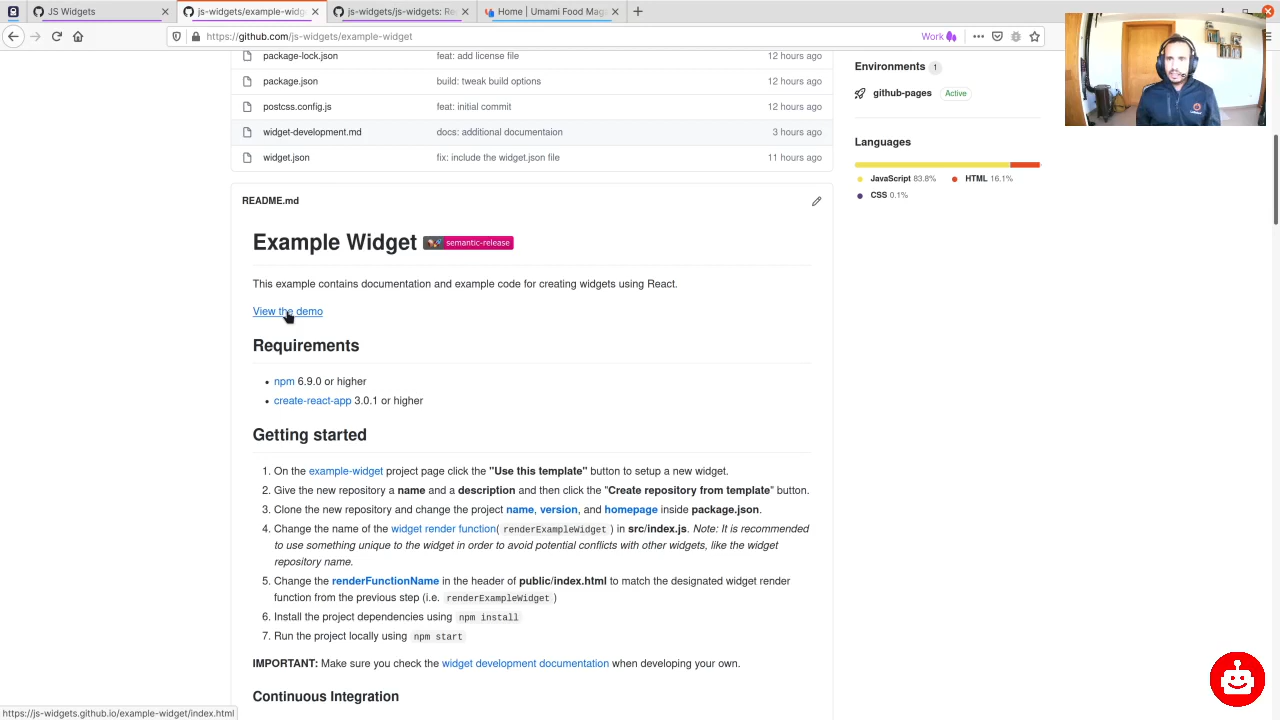 JS Widgets
js-widgets/example-widg
js-widgets/js-widgets: Re
Home | Umami Food Mag
https://github.com/js-widgets/example-widget
Work
package-lock.json feat: add license file 12 hours ago
package.json build: tweak build options 12 hours ago
postcss.config.js feat: initial commit 12 hours ago
widget-development.md docs: additional documentaion 3 hours ago
widget.json fix: include the widget.json file 11 hours ago
Environments 1
github-pages Active
Languages
JavaScript 83.8% HTML 16.1%
CSS 0.1%
README.md
Example Widget semantic-release
This example contains documentation and example code for creating widgets using React.
View the demo
Requirements
• npm 6.9.0 or higher
• create-react-app 3.0.1 or higher
Getting started
1. On the example-widget project page click the "Use this template" button to setup a new widget.
2. Give the new repository a name and a description and then click the "Create repository from template" button.
3. Clone the new repository and change the project name, version, and homepage inside package.json.
4. Change the name of the widget render function( renderExampleWidget ) in src/index.js. Note: It is recommended
to use something unique to the widget in order to avoid potential conflicts with other widgets, like the widget
repository name.
5. Change the renderFunctionName in the header of public/index.html to match the designated widget render
function from the previous step (i.e. renderExampleWidget )
6. Install the project dependencies using npm install
7. Run the project locally using npm start
IMPORTANT: Make sure you check the widget development documentation when developing your own.
Continuous Integration
https://js-widgets.github.io/example-widget/index.html